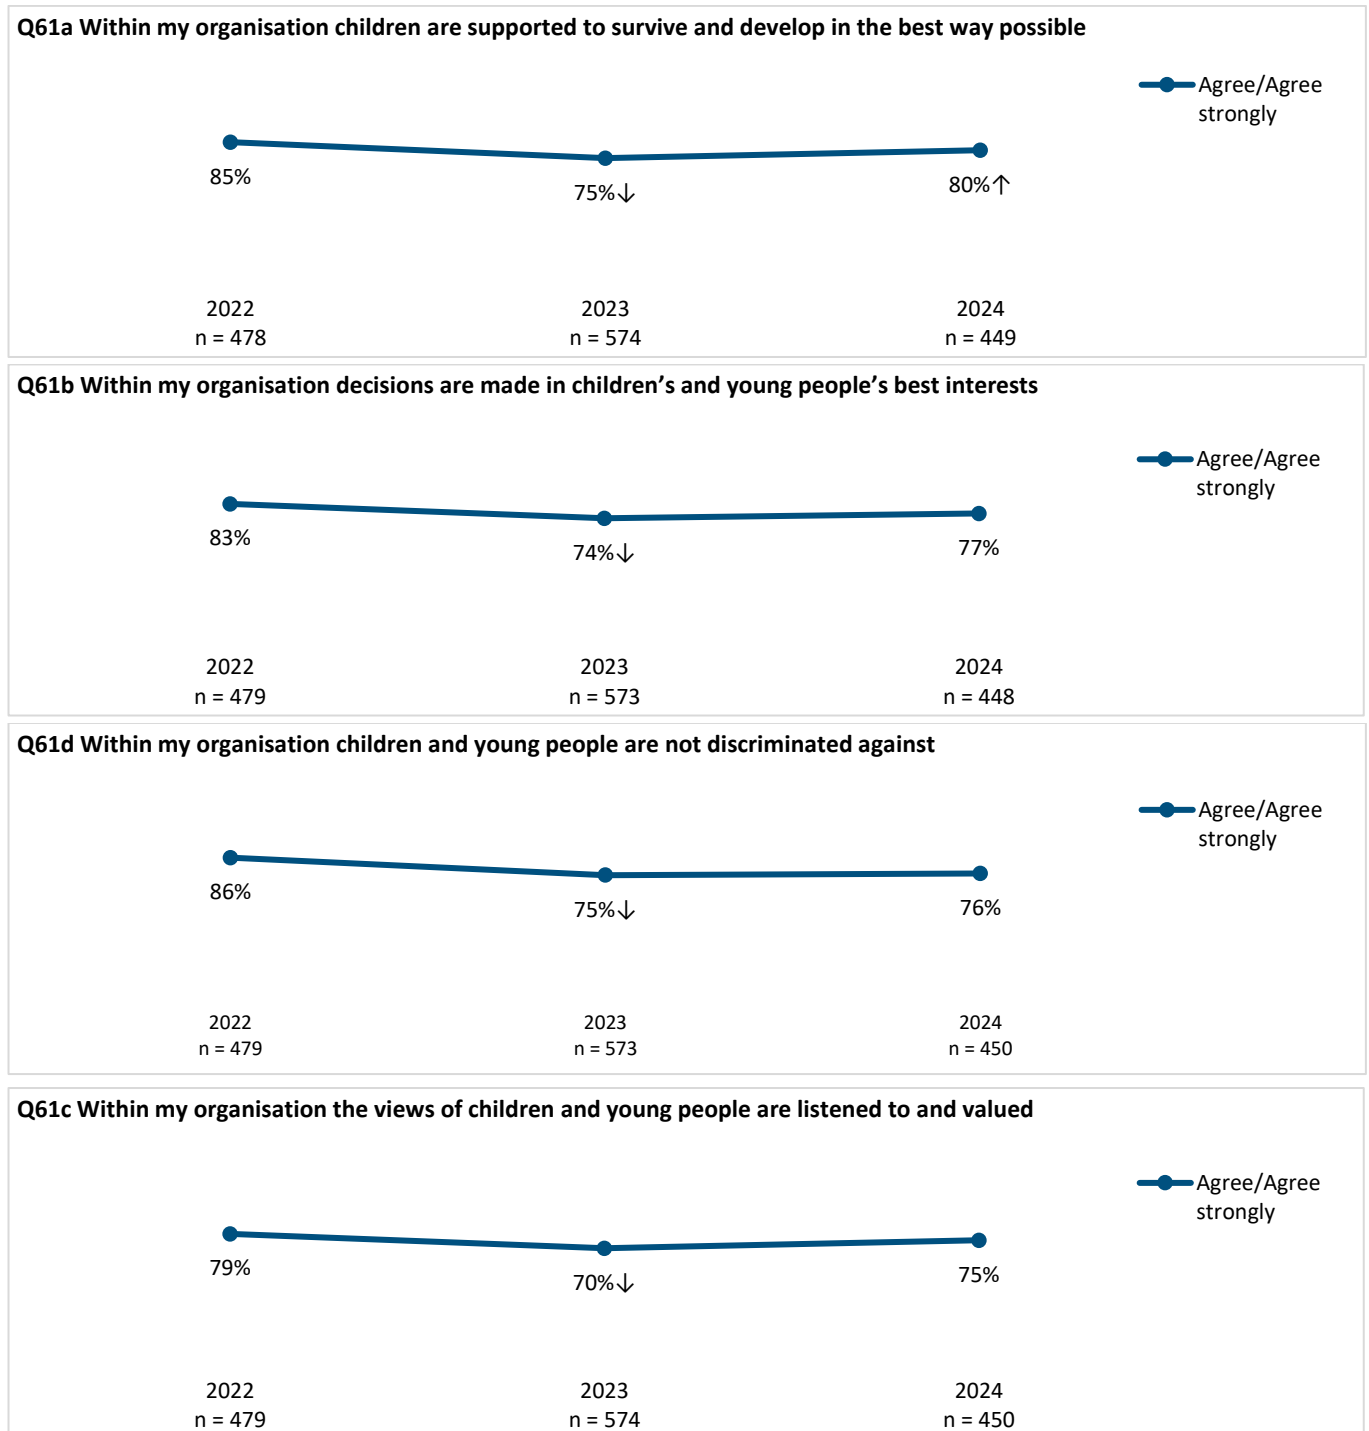 Q61a Within my organisation children are supported to survive and develop in the best way possible
Agree/Agree
strongly
85%
75%↓
80%↑
2022
2023
2024
n = 478
n = 574
n = 449
Q61b Within my organisation decisions are made in children’s and young people’s best interests
Agree/Agree
strongly
83%
74%↓
77%
2022
2023
2024
n = 479
n = 573
n = 448
Q61d Within my organisation children and young people are not discriminated against
Agree/Agree
strongly
86%
75%↓
76%
2022
2023
2024
n = 479
n = 573
n = 450
Q61c Within my organisation the views of children and young people are listened to and valued
Agree/Agree
strongly
79%
70%↓
75%
2022
2023
2024
n = 479
n = 574
n = 450